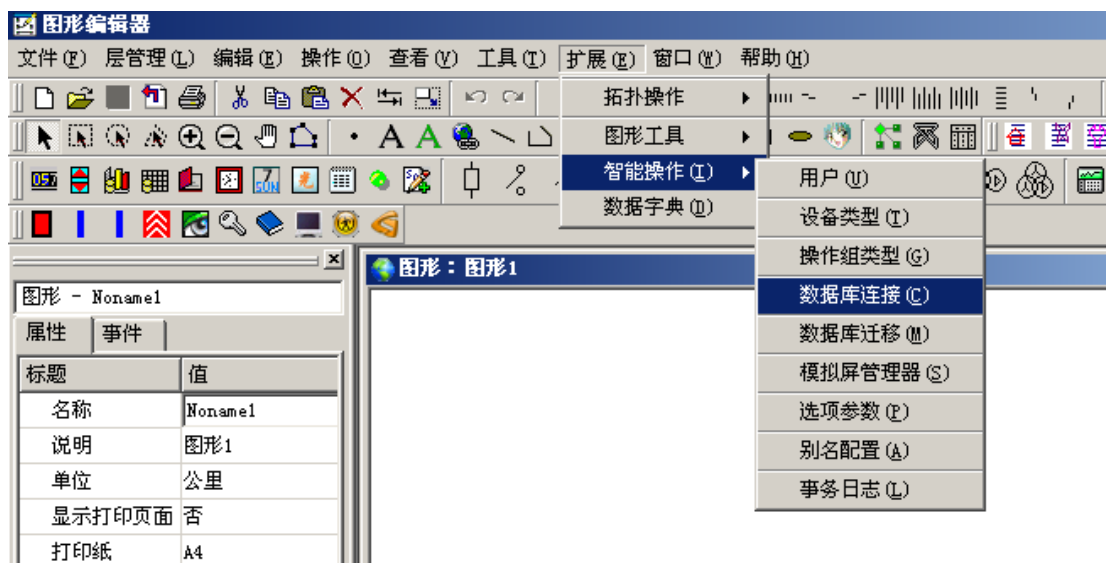 图形编辑器
文件(F) 层管理(L) 编辑(E) 操作(O) 查看(V) 工具(T) 扩展(E) 窗口(W) 帮助(H)
拓扑操作
图形工具
智能操作(I)
数据字典(D)
用户(U)
设备类型(T)
操作组类型(G)
数据库连接(C)
数据库迁移(M)
模拟屏管理器(S)
选项参数(P)
别名配置(A)
事务日志(L)
图形：图形1
图形 - Noname1
属性 事件
标题 值
名称 Noname1
说明 图形1
单位 公里
显示打印页面 否
打印纸 A4